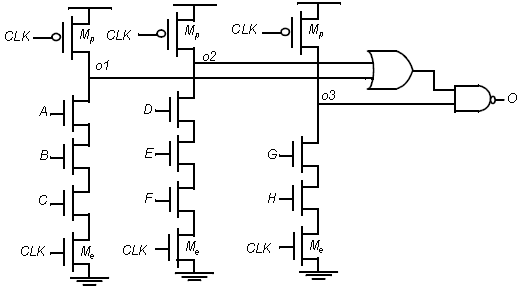 CLK Mp CLK Mp CLK Mp
o1 o2 o3 O
A D
B E G
C F H
CLK Me CLK Me CLK Me